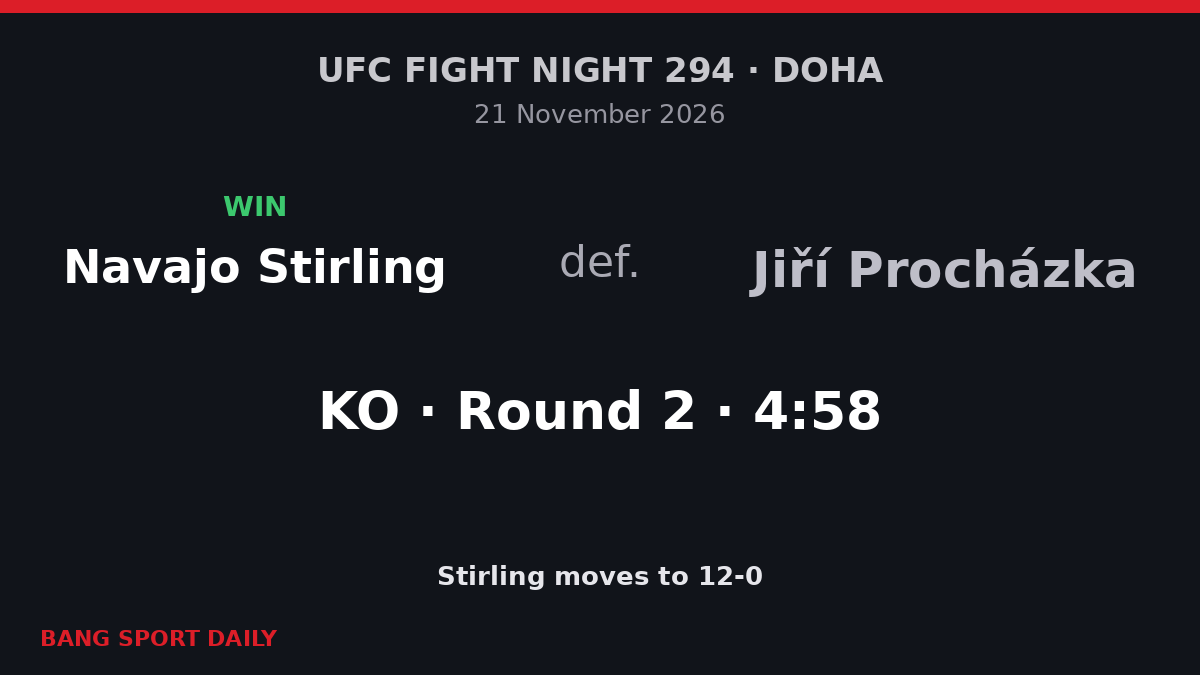 UFC FIGHT NIGHT 294 · DOHA
21 November 2026
WIN
Navajo Stirling def. Jiří Procházka
KO · Round 2 · 4:58
Stirling moves to 12-0
BANG SPORT DAILY